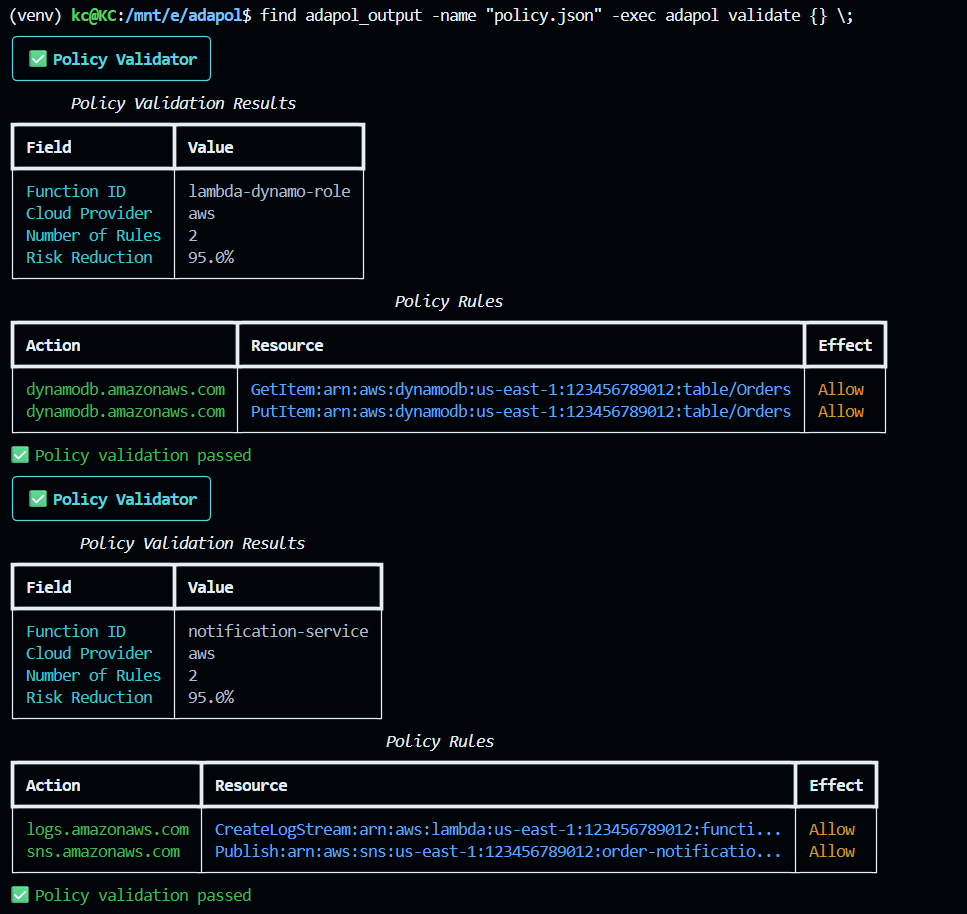 (venv) kc@KC:/mnt/e/adapol$ find adapol_output -name "policy.json" -exec adapol validate {} \;
✅ Policy Validator
Policy Validation Results
Field Value
Function ID lambda-dynamo-role
Cloud Provider aws
Number of Rules 2
Risk Reduction 95.0%
Policy Rules
Action Resource Effect
dynamodb.amazonaws.com GetItem:arn:aws:dynamodb:us-east-1:123456789012:table/Orders Allow
dynamodb.amazonaws.com PutItem:arn:aws:dynamodb:us-east-1:123456789012:table/Orders Allow
✅ Policy validation passed
✅ Policy Validator
Policy Validation Results
Field Value
Function ID notification-service
Cloud Provider aws
Number of Rules 2
Risk Reduction 95.0%
Policy Rules
Action Resource Effect
logs.amazonaws.com CreateLogStream:arn:aws:lambda:us-east-1:123456789012:functi... Allow
sns.amazonaws.com Publish:arn:aws:sns:us-east-1:123456789012:order-notificatio... Allow
✅ Policy validation passed